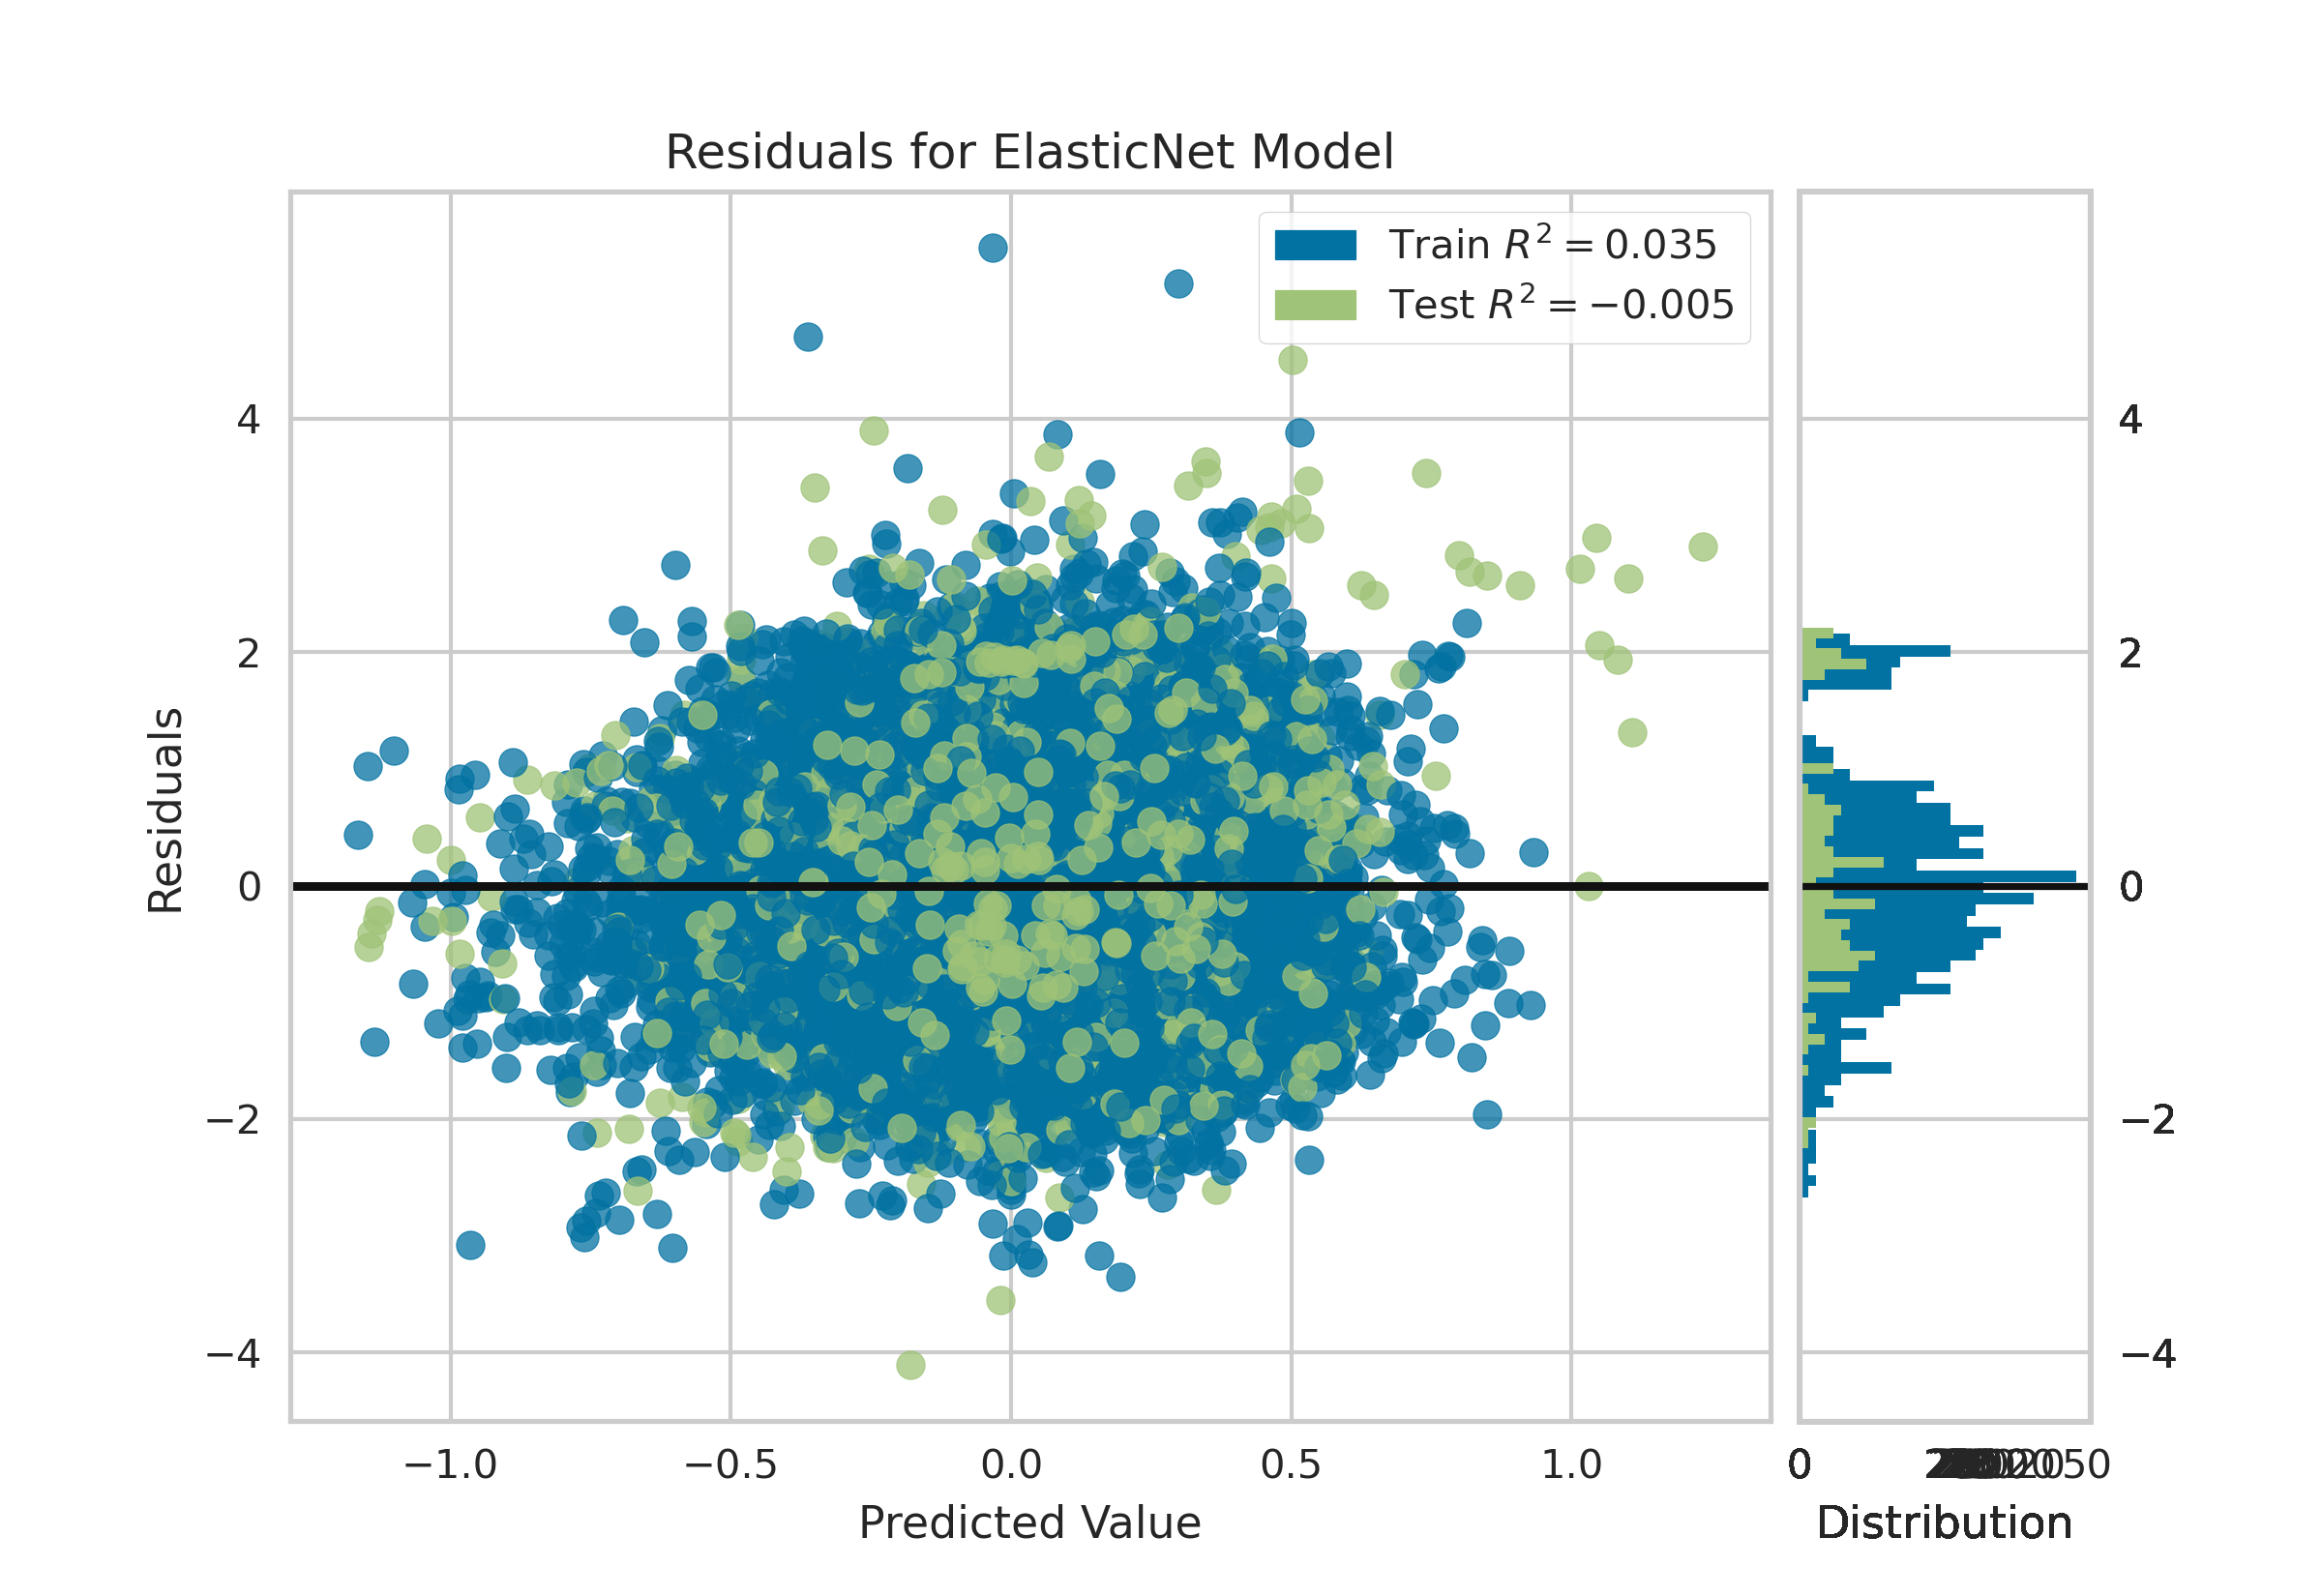 Residuals for ElasticNet Model
Train R² = 0.035
Test R² = −0.005
Residuals
4
2
0
−2
−4
4
2
0
−2
−4
−1.0 −0.5 0.0 0.5 1.0
0 50
Predicted Value
Distribution